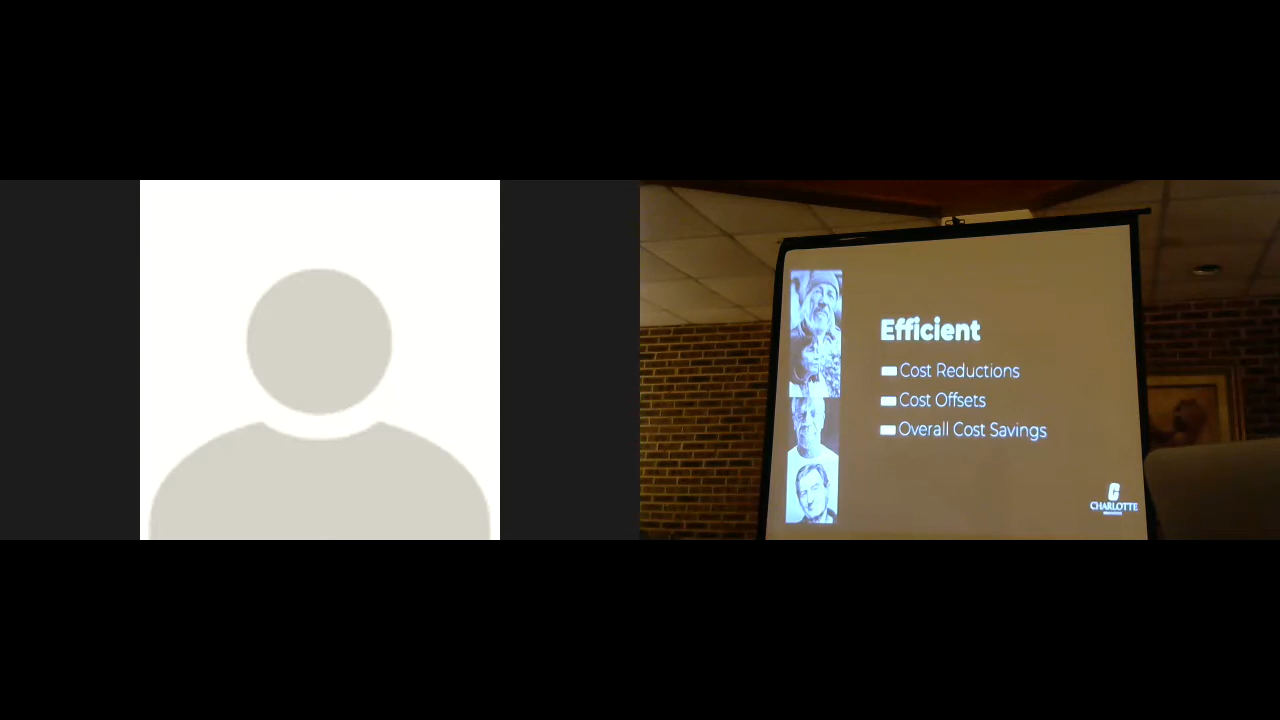 Efficient
Cost Reductions
Cost Offsets
Overall Cost Savings
C
CHARLOTTE